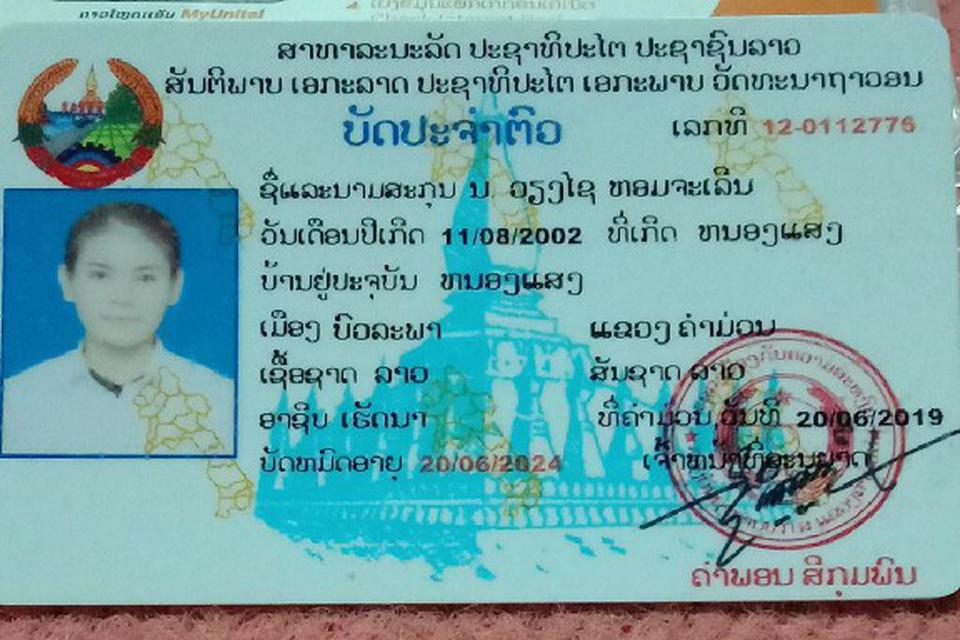 ກາວໂຫຼດແອັບ MyUnitel
ສາທາລະນະລັດ ປະຊາທິປະໄຕ ປະຊາຊົນລາວ
ສັນຕິພາບ ເອກະລາດ ປະຊາທິປະໄຕ ເອກະພາບ ວັດທະນາຖາວອນ
ບັດປະຈຳຕົວ ເລກທີ 12-0112776
ຊື່ແລະນາມສະກຸນ ນ. ວຽງໄຊ ຫອມຈະເລີນ
ວັນເດືອນປີເກີດ 11/08/2002 ທີ່ເກີດ ຫນອງແສງ
ບ້ານຢູ່ປະຈຸບັນ ຫນອງແສງ
ເມືອງ ບົວລະພາ ແຂວງ ຄຳມ່ວນ
ເຊື້ອຊາດ ລາວ ສັນຊາດ ລາວ
ອາຊີບ ເຮັດນາ ທີ່ຄຳມ່ວນ, ວັນທີ 20/06/2019
ບັດຫມົດອາຍຸ 20/06/2024 ເຈົ້າຫນ້າທີ່ອະນຸຍາດ
ຄຳພອນ ສີກຸມພົນ